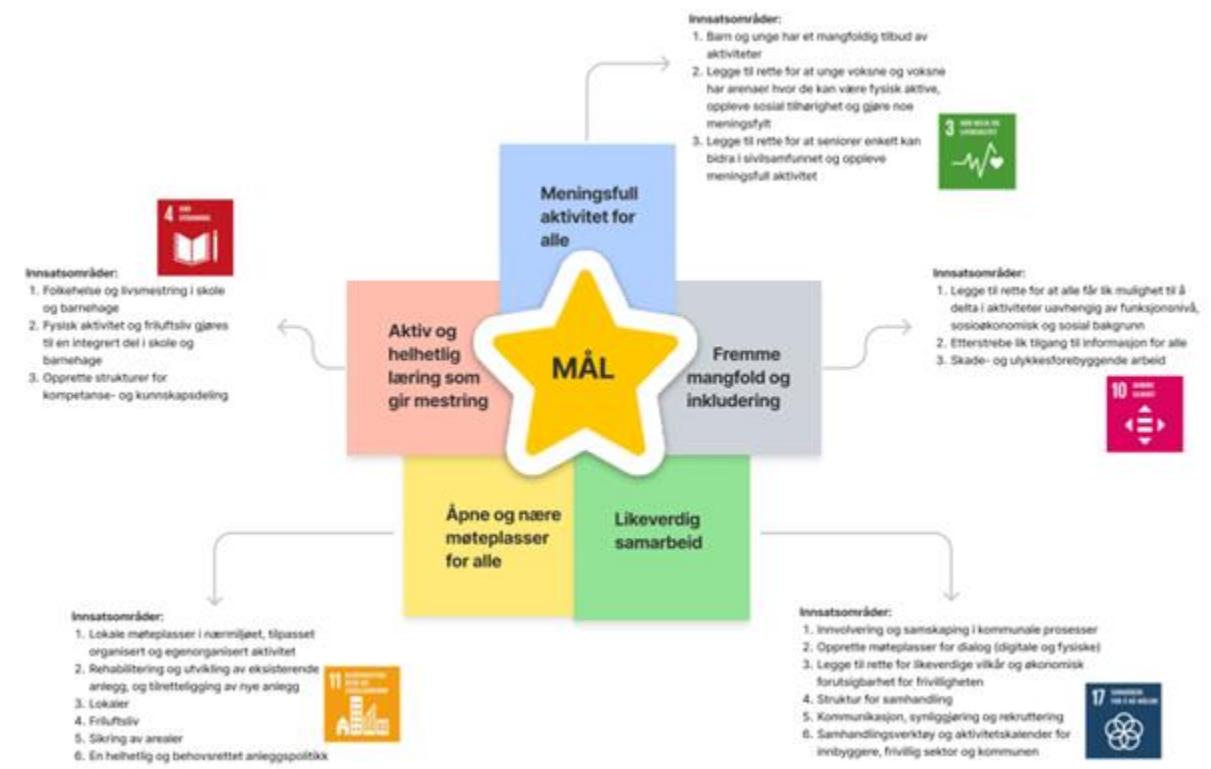 Innsatsområder:
1. Barn og unge har et mangfoldig tilbud av
aktiviteter
2. Legge til rette for at unge voksne og voksne
har arenaer hvor de kan være fysisk aktive,
oppleve sosial tilhørighet og gjøre noe
meningsfylt
3. Legge til rette for at seniorer enkelt kan
bidra i sivilsamfunnet og oppleve
meningsfull aktivitet
3
Meningsfull
aktivitet for
alle
4
Innsatsområder:
1. Folkehelse og livsmestring i skole
og barnehage
2. Fysisk aktivitet og friluftsliv gjøres
til en integrert del i skole og
barnehage
3. Opprette strukturer for
kompetanse- og kunnskapsdeling
Aktiv og
helhetlig
læring som
gir mestring
MÅL
Fremme
mangfold og
inkludering
Innsatsområder:
1. Legge til rette for at alle får lik mulighet til å
delta i aktiviteter uavhengig av funksjonsnivå,
sosioøkonomisk og sosial bakgrunn
2. Etterstrebe lik tilgang til informasjon for alle
3. Skade- og ulykkesforebyggende arbeid
10
Åpne og nære
møteplasser
for alle
Likeverdig
samarbeid
Innsatsområder:
1. Lokale møteplasser i nærmiljøet, tilpasset
organisert og egenorganisert aktivitet
2. Rehabilitering og utvikling av eksisterende
anlegg, og tilretteligging av nye anlegg
3. Lokaler
4. Friluftsliv
5. Sikring av arealer
6. En helhetlig og behovsrettet anleggspolitikk
11
Innsatsområder:
1. Innvolvering og samskaping i kommunale prosesser
2. Opprette møteplasser for dialog (digitale og fysiske)
3. Legge til rette for likeverdige vilkår og økonomisk
forutsigbarhet for frivilligheten
4. Struktur for samhandling
5. Kommunikasjon, synliggjøring og rekruttering
6. Samhandlingsverktøy og aktivitetskalender for
innbyggere, frivillig sektor og kommunen
17